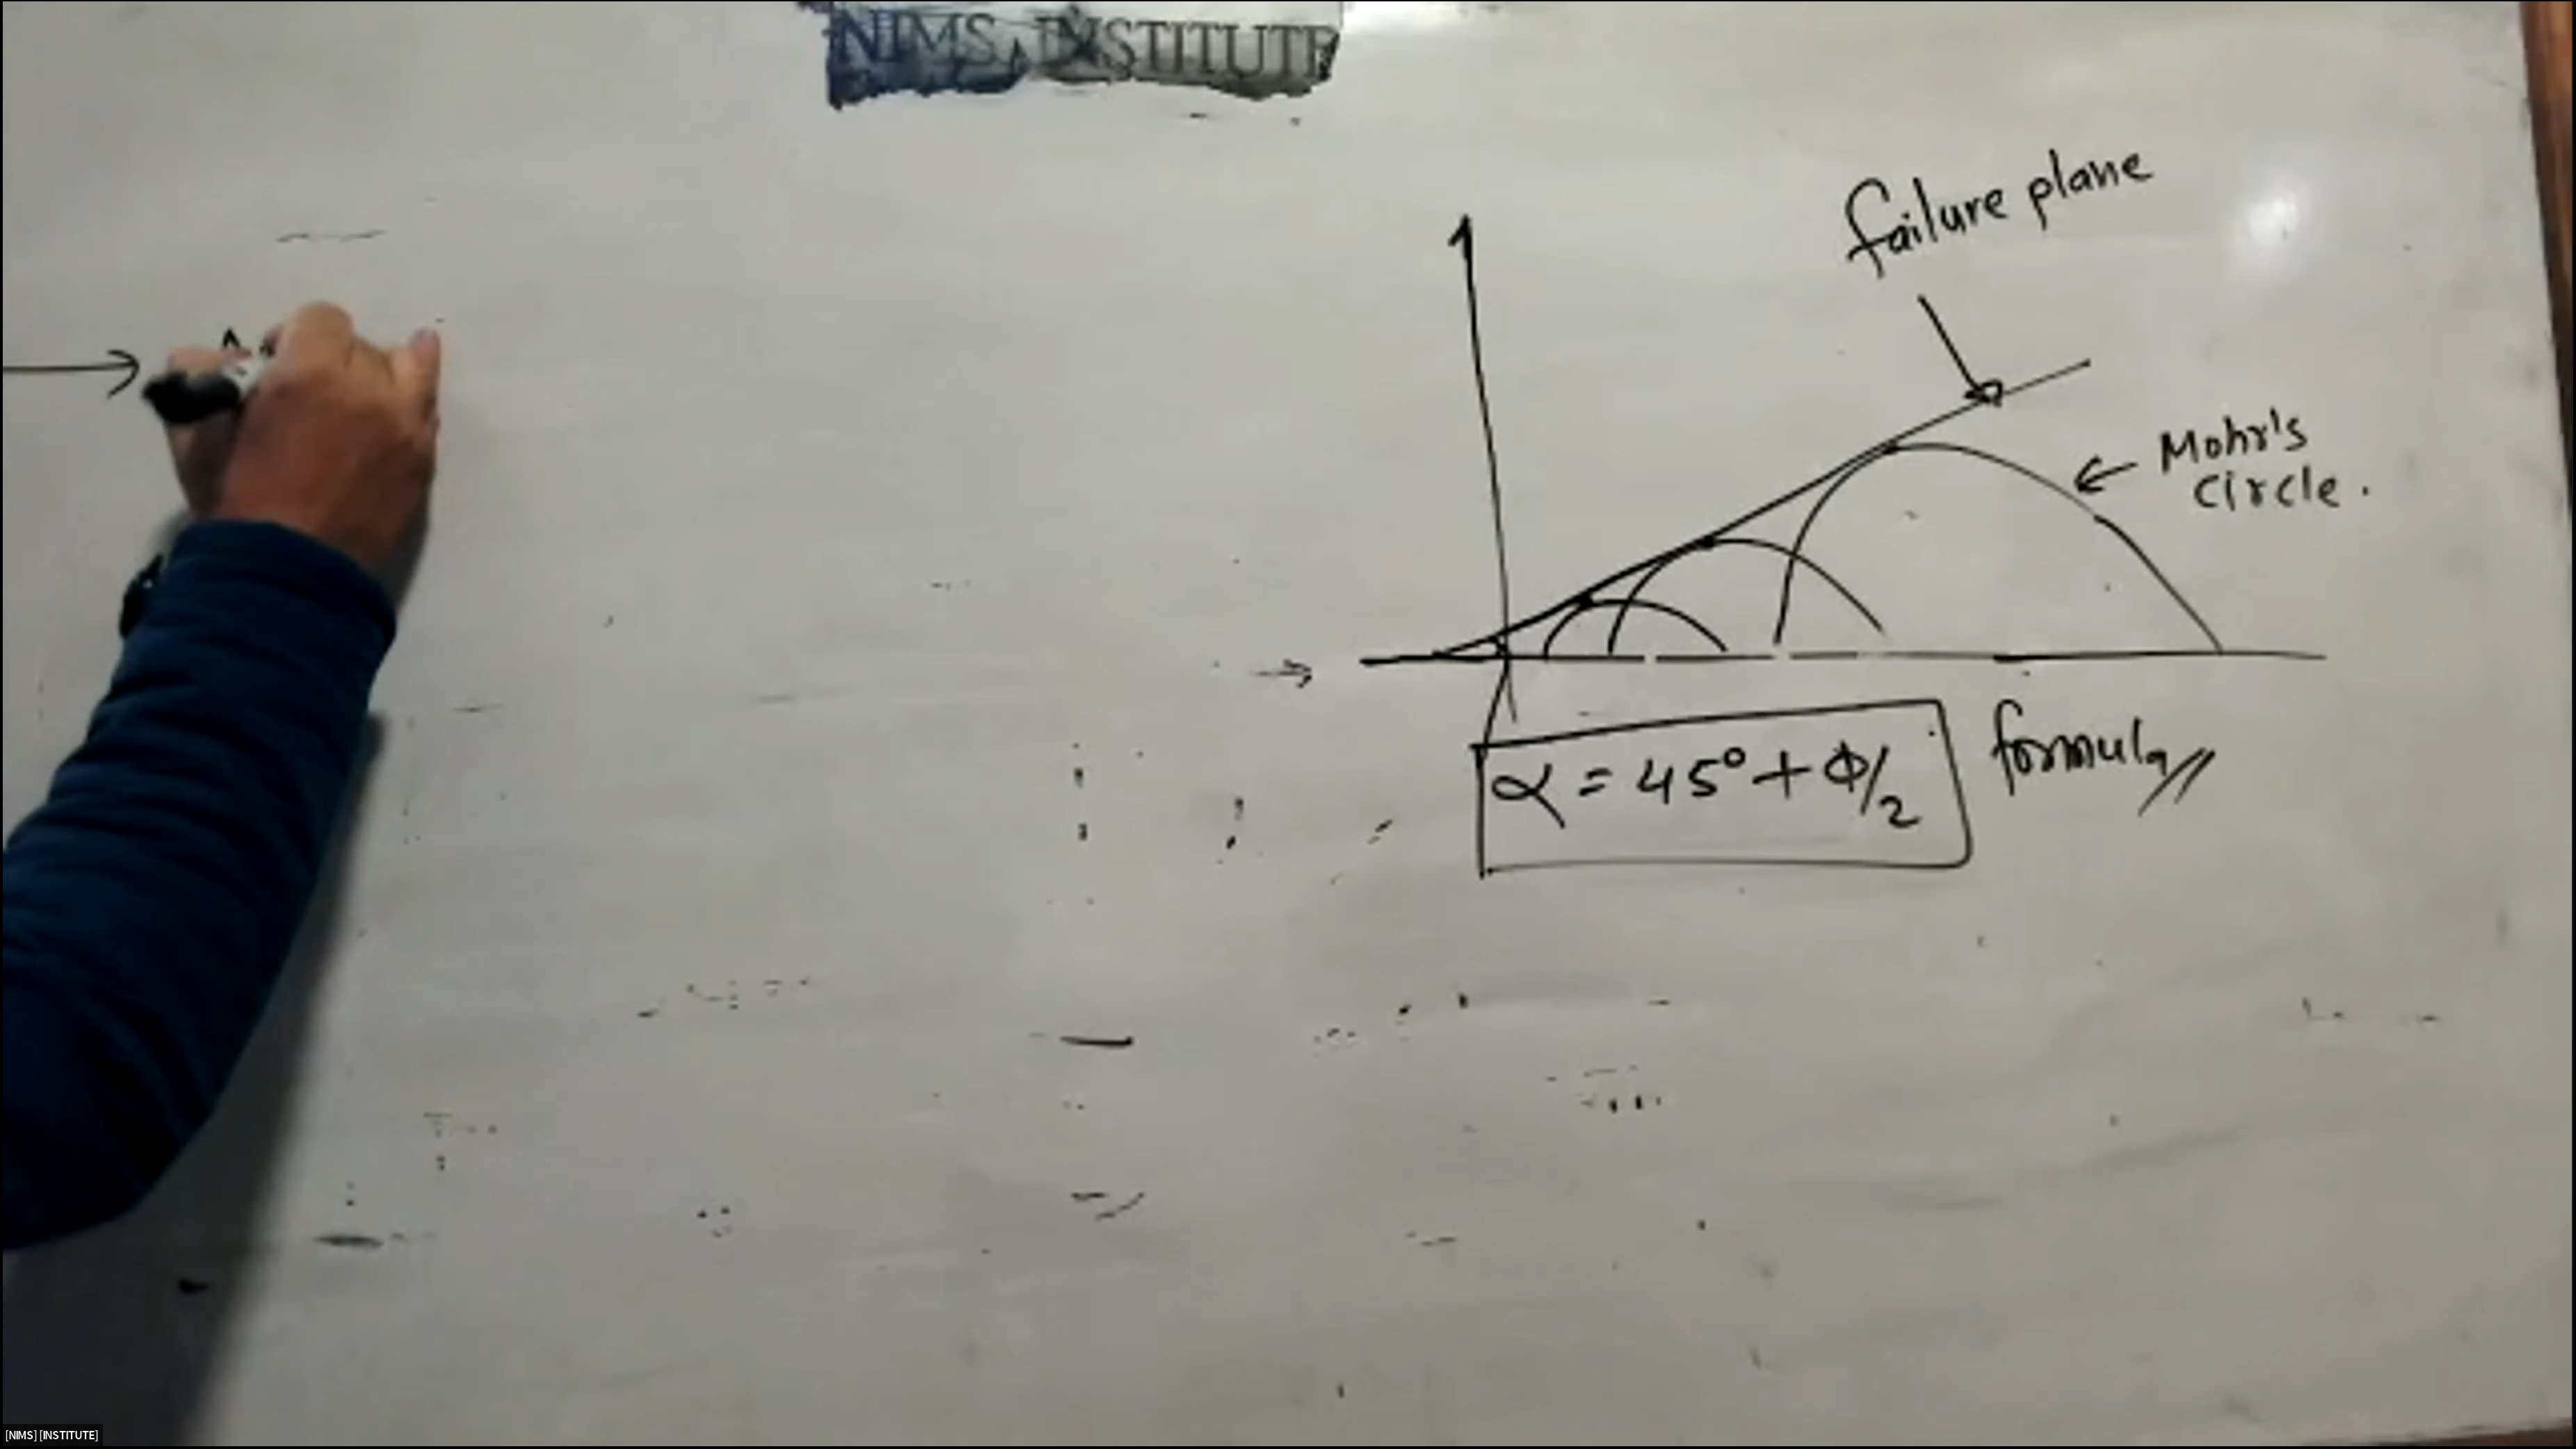 NIMS INSTITUTE
failure plane
Mohr's
circle.
α = 45° + Φ/2
formula//
[NIMS] [INSTITUTE]